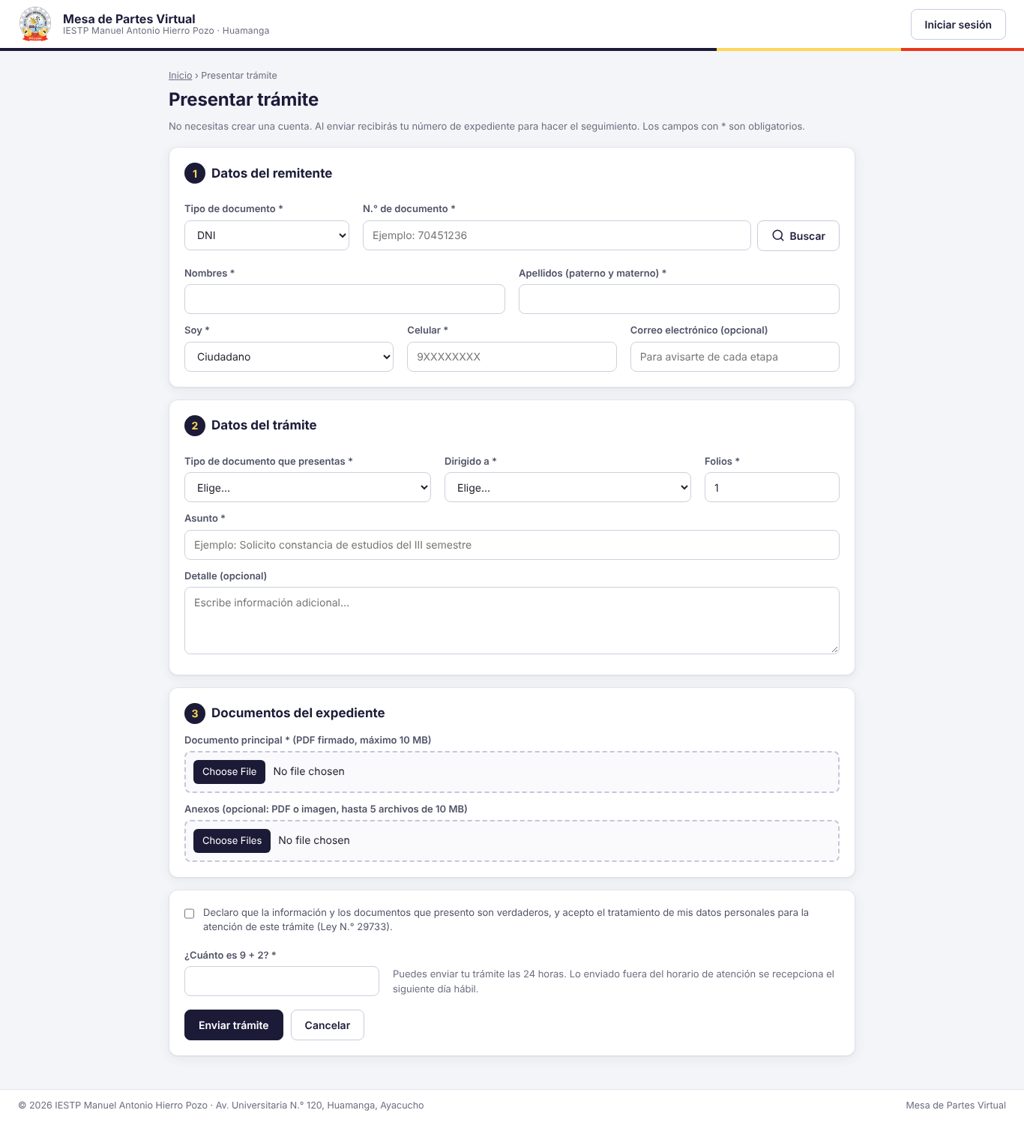 Mesa de Partes Virtual
IESTP Manuel Antonio Hierro Pozo · Huamanga
Iniciar sesión
Inicio › Presentar trámite
Presentar trámite
No necesitas crear una cuenta. Al enviar recibirás tu número de expediente para hacer el seguimiento. Los campos con * son obligatorios.
1 Datos del remitente
Tipo de documento * N.° de documento *
DNI Ejemplo: 70451236 Buscar
Nombres * Apellidos (paterno y materno) *
Soy * Celular * Correo electrónico (opcional)
Ciudadano 9XXXXXXXX Para avisarte de cada etapa
2 Datos del trámite
Tipo de documento que presentas * Dirigido a * Folios *
Elige... Elige... 1
Asunto *
Ejemplo: Solicito constancia de estudios del III semestre
Detalle (opcional)
Escribe información adicional...
3 Documentos del expediente
Documento principal * (PDF firmado, máximo 10 MB)
Choose File No file chosen
Anexos (opcional: PDF o imagen, hasta 5 archivos de 10 MB)
Choose Files No file chosen
Declaro que la información y los documentos que presento son verdaderos, y acepto el tratamiento de mis datos personales para la
atención de este trámite (Ley N.° 29733).
¿Cuánto es 9 + 2? *
Puedes enviar tu trámite las 24 horas. Lo enviado fuera del horario de atención se recepciona el
siguiente día hábil.
Enviar trámite Cancelar
© 2026 IESTP Manuel Antonio Hierro Pozo · Av. Universitaria N.° 120, Huamanga, Ayacucho Mesa de Partes Virtual